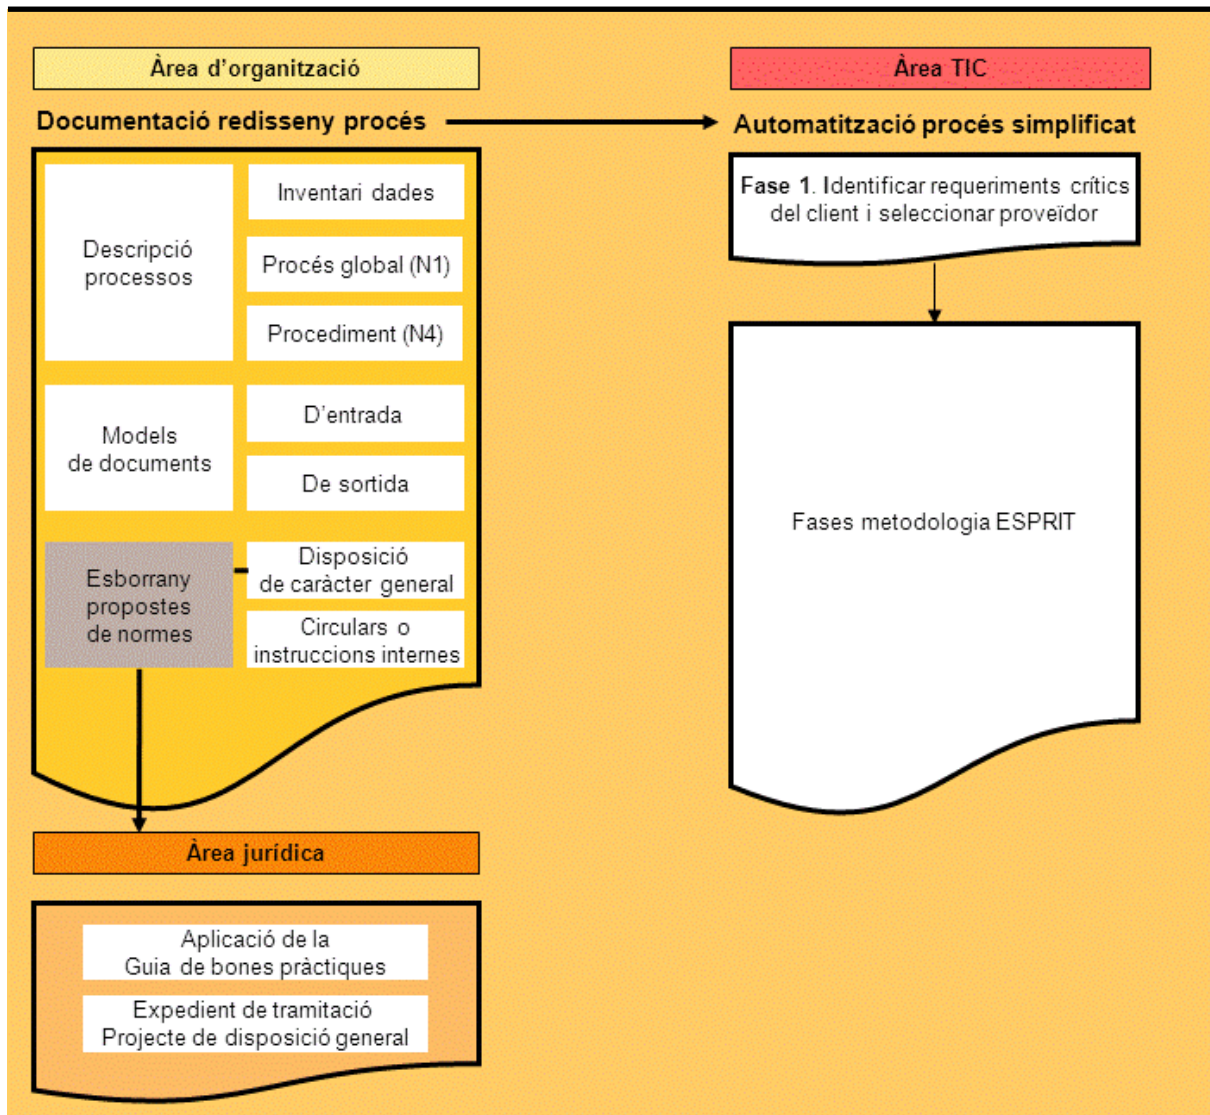 Àrea d’organització
Documentació redisseny procés
Descripció
processos
Inventari dades
Procés global (N1)
Procediment (N4)
Models
de documents
D’entrada
De sortida
Esborrany
propostes
de normes
Disposició
de caràcter general
Circulars o
instruccions internes
Àrea jurídica
Aplicació de la
Guia de bones pràctiques
Expedient de tramitació
Projecte de disposició general
Àrea TIC
Automatització procés simplificat
Fase 1. Identificar requeriments crítics
del client i seleccionar proveïdor
Fases metodologia ESPRIT